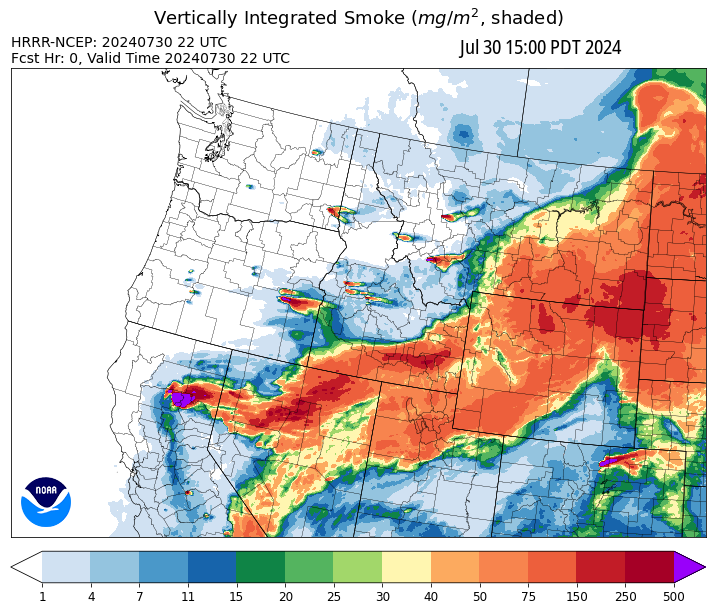 Vertically Integrated Smoke (mg/m², shaded)
HRRR-NCEP: 20240730 22 UTC
Jul 30 15:00 PDT 2024
Fcst Hr: 0, Valid Time 20240730 22 UTC
NOAA
1 4 7 11 15 20 25 30 40 50 75 150 250 500